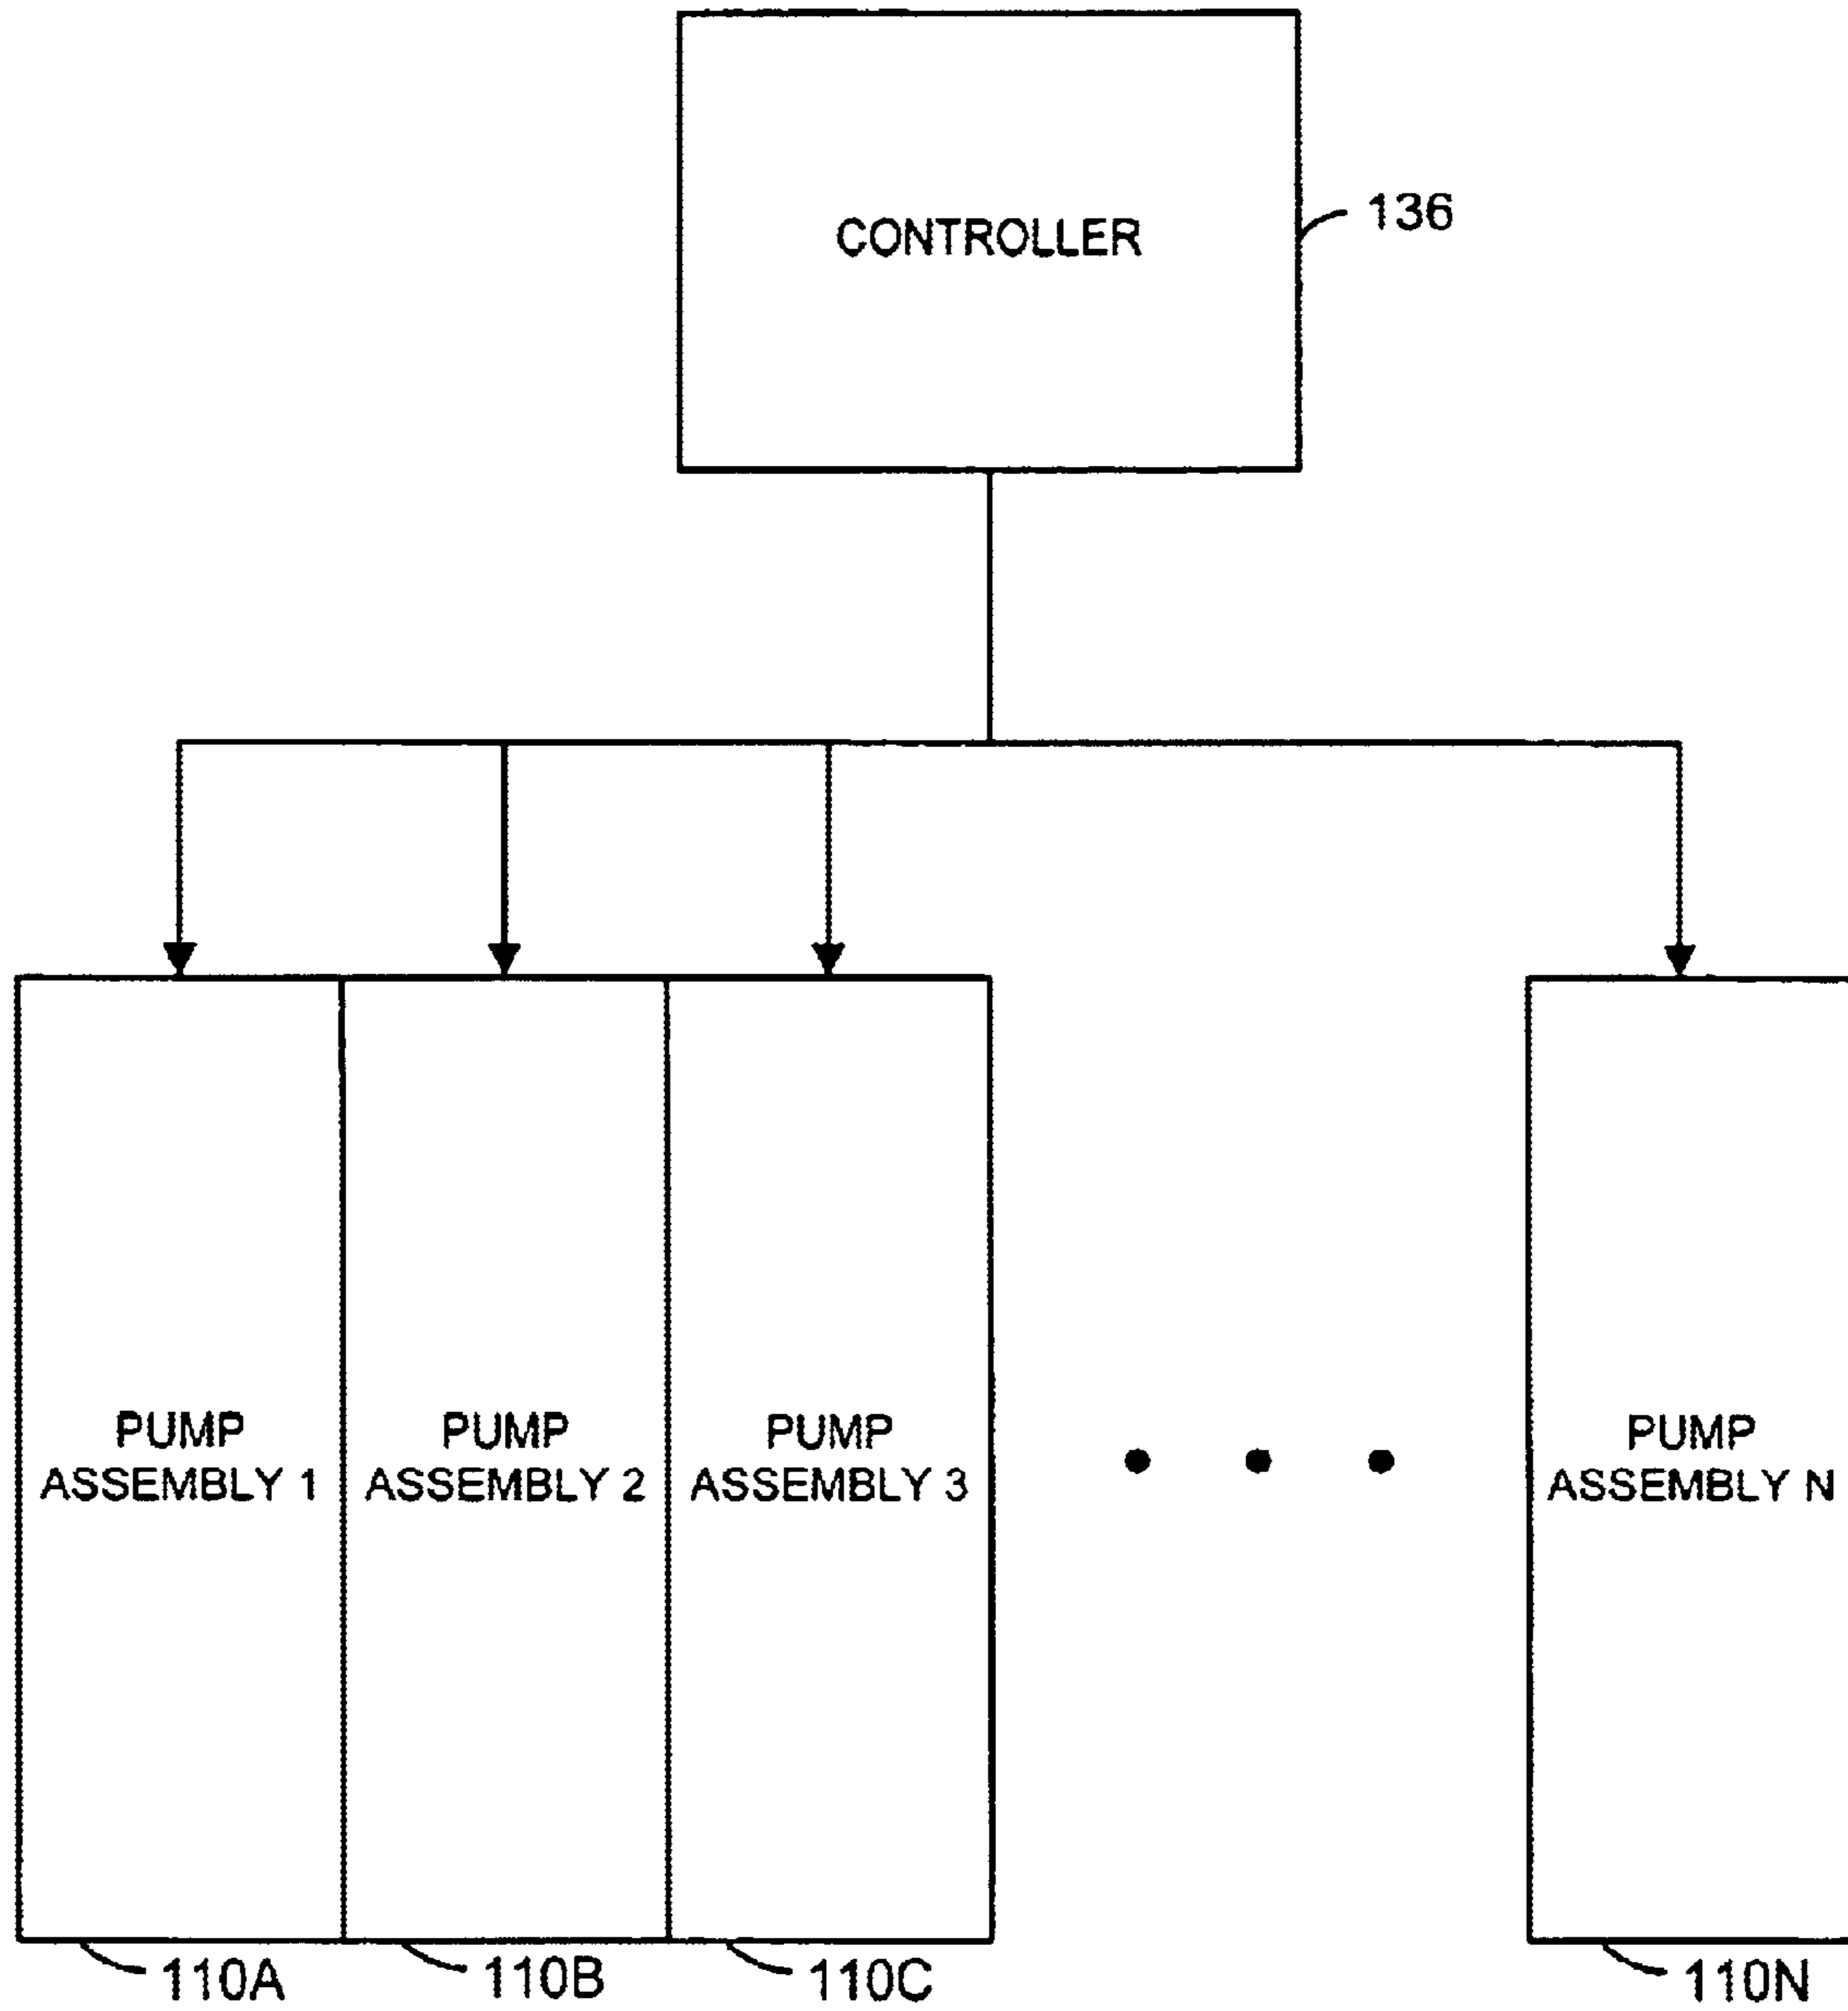 CONTROLLER
136
PUMP
ASSEMBLY 1
PUMP
ASSEMBLY 2
PUMP
ASSEMBLY 3
PUMP
ASSEMBLY N
110A
110B
110C
110N